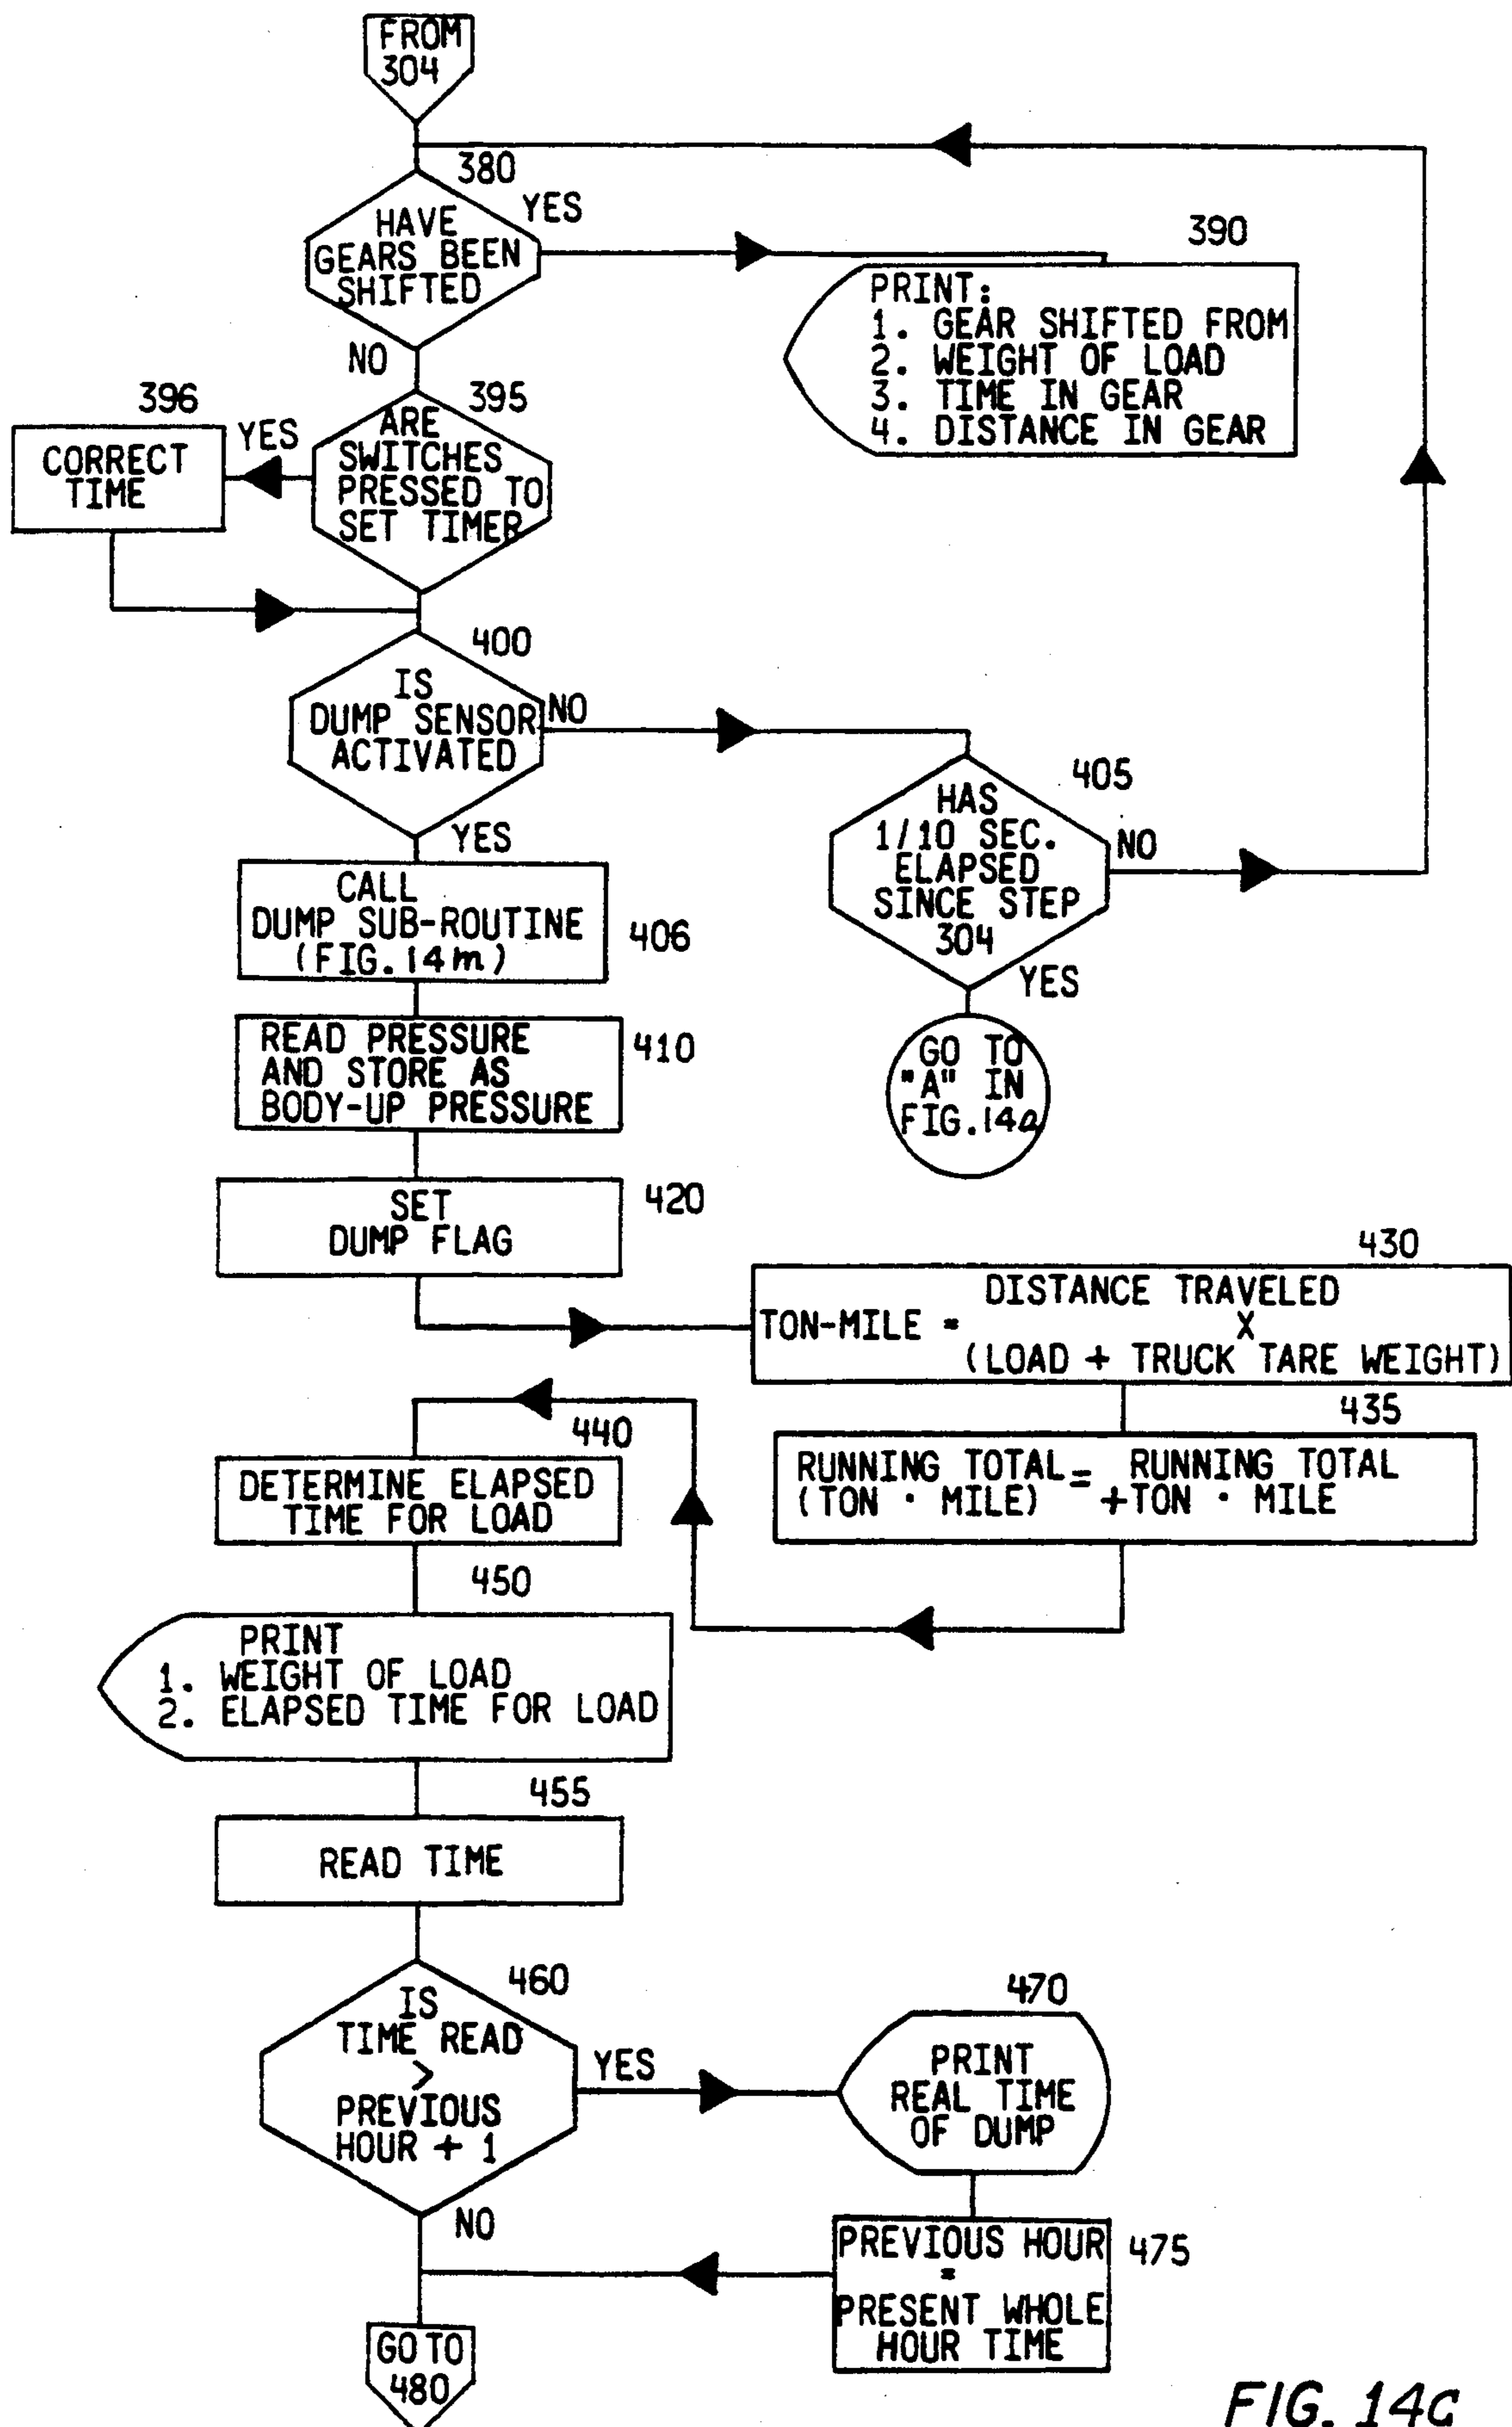 FROM
304
380
HAVE
GEARS BEEN
SHIFTED
YES
NO
390
PRINT:
1. GEAR SHIFTED FROM
2. WEIGHT OF LOAD
3. TIME IN GEAR
4. DISTANCE IN GEAR
395
ARE
SWITCHES
PRESSED TO
SET TIMER
YES
396
CORRECT
TIME
400
IS
DUMP SENSOR
ACTIVATED
NO
YES
405
HAS
1/10 SEC.
ELAPSED
SINCE STEP
304
NO
YES
GO TO
"A" IN
FIG.14a
CALL
DUMP SUB-ROUTINE
(FIG.14m)
406
READ PRESSURE
AND STORE AS
BODY-UP PRESSURE
410
SET
DUMP FLAG
420
430
DISTANCE TRAVELED
TON-MILE = X
(LOAD + TRUCK TARE WEIGHT)
435
RUNNING TOTAL = RUNNING TOTAL
(TON · MILE) +TON · MILE
440
DETERMINE ELAPSED
TIME FOR LOAD
450
PRINT
1. WEIGHT OF LOAD
2. ELAPSED TIME FOR LOAD
455
READ TIME
460
IS
TIME READ
>
PREVIOUS
HOUR + 1
YES
NO
470
PRINT
REAL TIME
OF DUMP
PREVIOUS HOUR
=
PRESENT WHOLE
HOUR TIME
475
GO TO
480
FIG. 14c